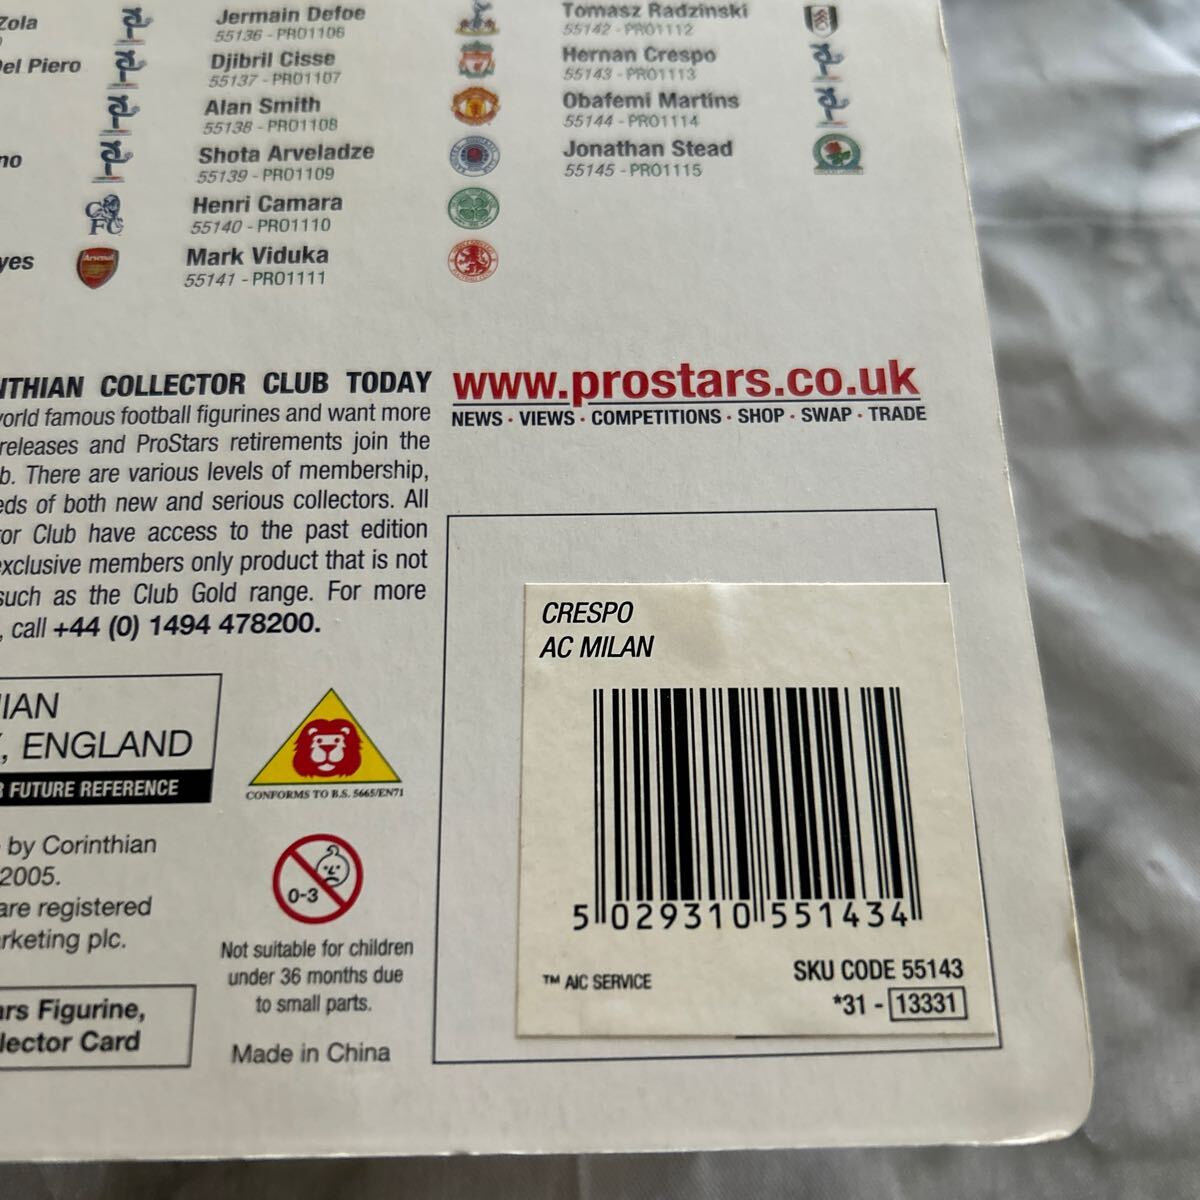 Zola
Del Piero
no
yes
Jermain Defoe
55136 - PRO1106
Djibril Cisse
55137 - PRO1107
Alan Smith
55138 - PRO1108
Shota Arveladze
55139 - PRO1109
Henri Camara
55140 - PRO1110
Mark Viduka
55141 - PRO1111
Tomasz Radzinski
55142 - PRO1112
Hernan Crespo
55143 - PRO1113
Obafemi Martins
55144 - PRO1114
Jonathan Stead
55145 - PRO1115
CFC
Arsenal
NTHIAN COLLECTOR CLUB TODAY
world famous football figurines and want more
releases and ProStars retirements join the
b. There are various levels of membership,
eds of both new and serious collectors. All
tor Club have access to the past edition
exclusive members only product that is not
such as the Club Gold range. For more
, call +44 (0) 1494 478200.
www.prostars.co.uk
NEWS · VIEWS · COMPETITIONS · SHOP · SWAP · TRADE
HIAN
Y, ENGLAND
R FUTURE REFERENCE
CONFORMS TO B.S. 5665/EN71
by Corinthian
2005.
are registered
rketing plc.
0-3
Not suitable for children
under 36 months due
to small parts.
Made in China
ars Figurine,
llector Card
CRESPO
AC MILAN
5 029310 551434
™ AIC SERVICE
SKU CODE 55143
*31 - 13331